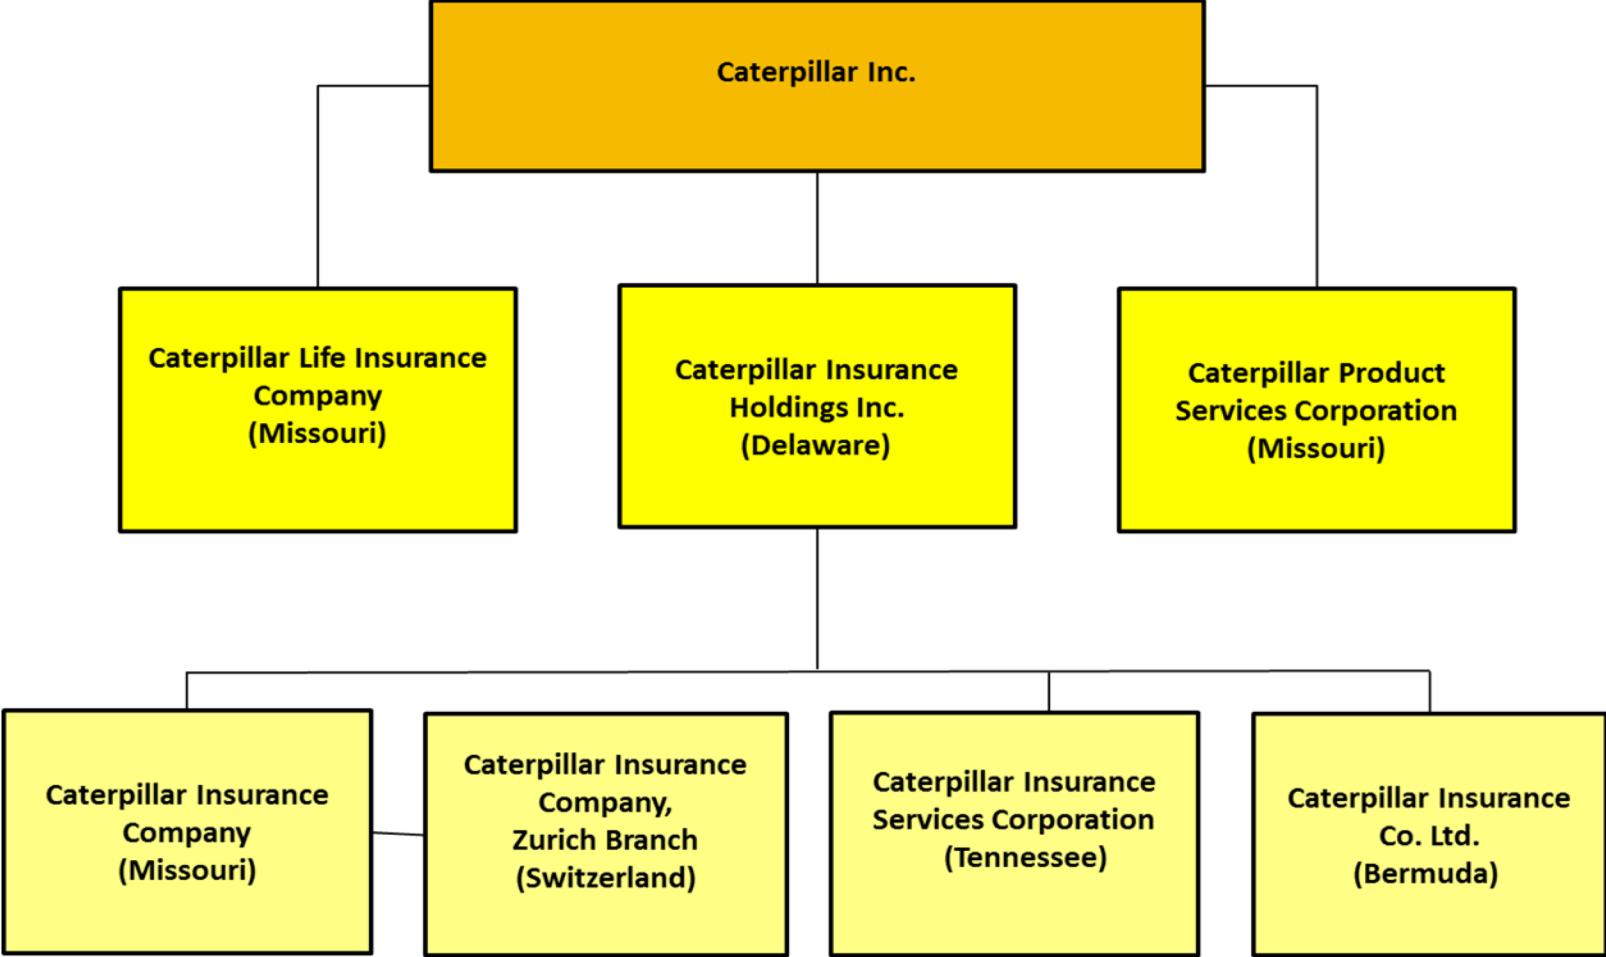 Caterpillar Inc.
Caterpillar Life Insurance
Company
(Missouri)
Caterpillar Insurance
Holdings Inc.
(Delaware)
Caterpillar Product
Services Corporation
(Missouri)
Caterpillar Insurance
Company
(Missouri)
Caterpillar Insurance
Company,
Zurich Branch
(Switzerland)
Caterpillar Insurance
Services Corporation
(Tennessee)
Caterpillar Insurance
Co. Ltd.
(Bermuda)